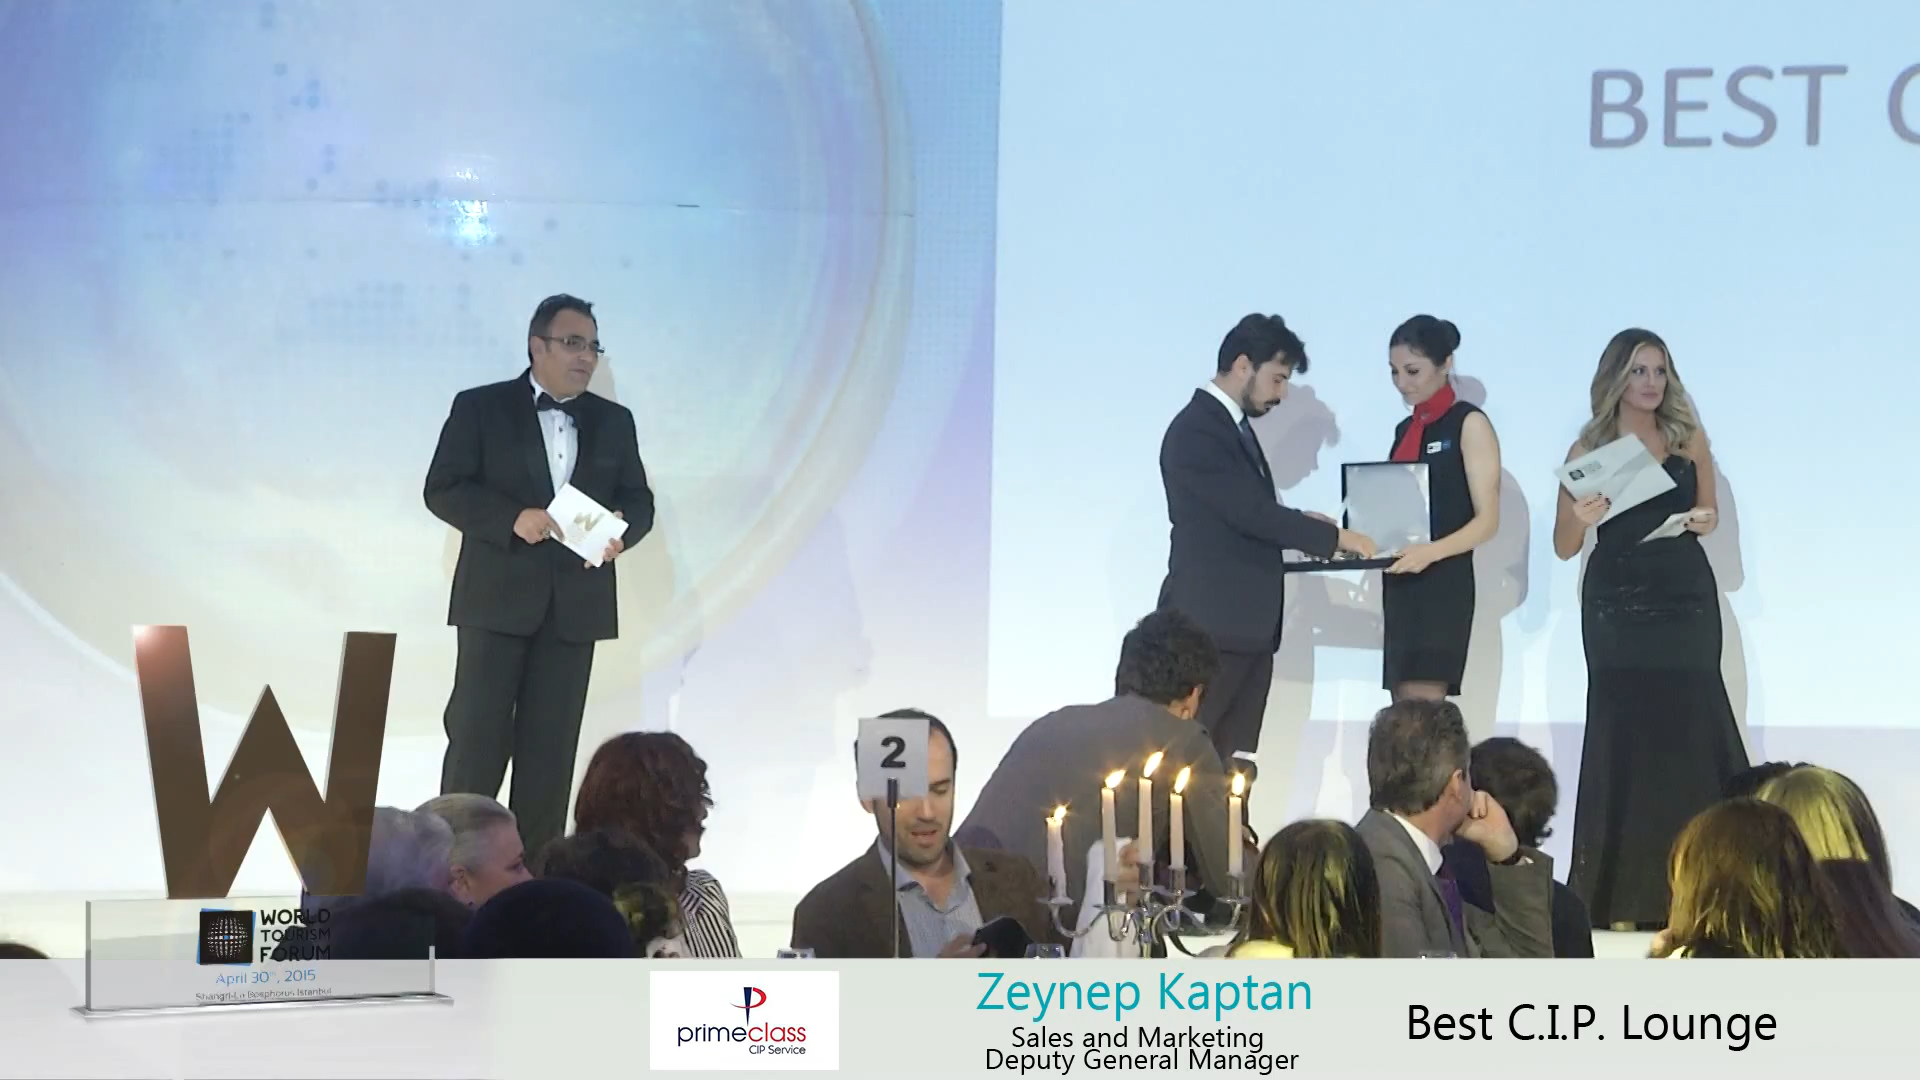 BEST
W
2
W
WORLD
TOURISM
FORUM
April 30th, 2015
Shangri-La Bosphorus Istanbul
primeclass
CIP Service
Zeynep Kaptan
Sales and Marketing
Deputy General Manager
Best C.I.P. Lounge